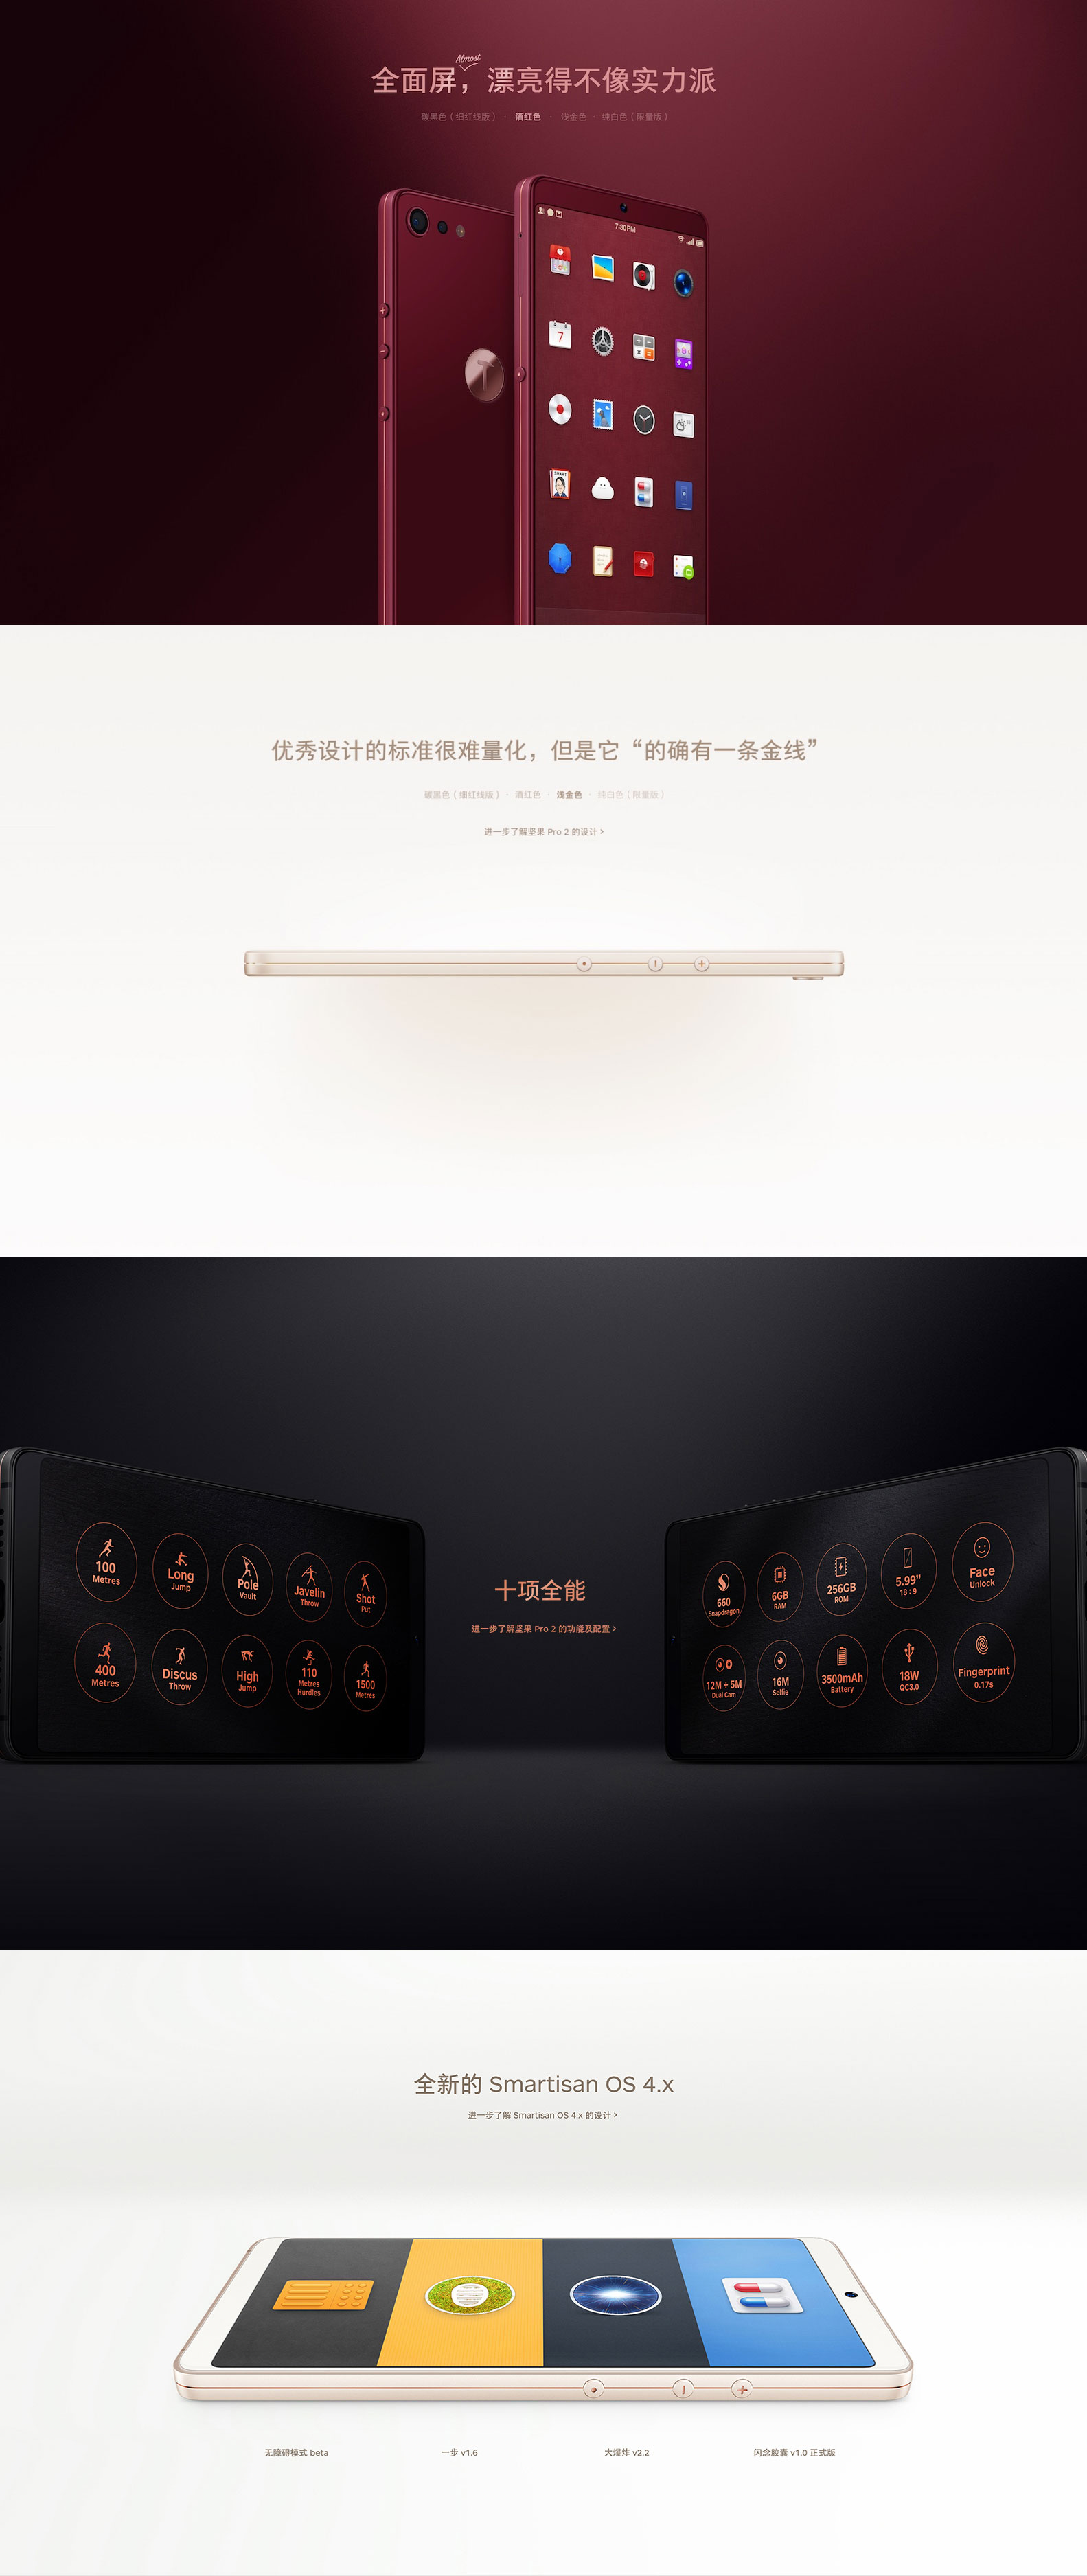 Almost
全面屏，漂亮得不像实力派
碳黑色（细红线版） · 酒红色 · 浅金色 · 纯白色（限量版）
7:30PM
7
SMART
优秀设计的标准很难量化，但是它“的确有一条金线”
碳黑色（细红线版） · 酒红色 · 浅金色 · 纯白色（限量版）
进一步了解坚果 Pro 2 的设计 >
100
Metres
Long
Jump
Pole
Vault
Javelin
Throw
Shot
Put
400
Metres
Discus
Throw
High
Jump
110
Metres
Hurdles
1500
Metres
十项全能
进一步了解坚果 Pro 2 的功能及配置 >
660
Snapdragon
6GB
RAM
256GB
ROM
5.99”
18 : 9
Face
Unlock
12M + 5M
Dual Cam
16M
Selfie
3500mAh
Battery
18W
QC3.0
Fingerprint
0.17s
全新的 Smartisan OS 4.x
进一步了解 Smartisan OS 4.x 的设计 >
无障碍模式 beta
一步 v1.6
大爆炸 v2.2
闪念胶囊 v1.0 正式版